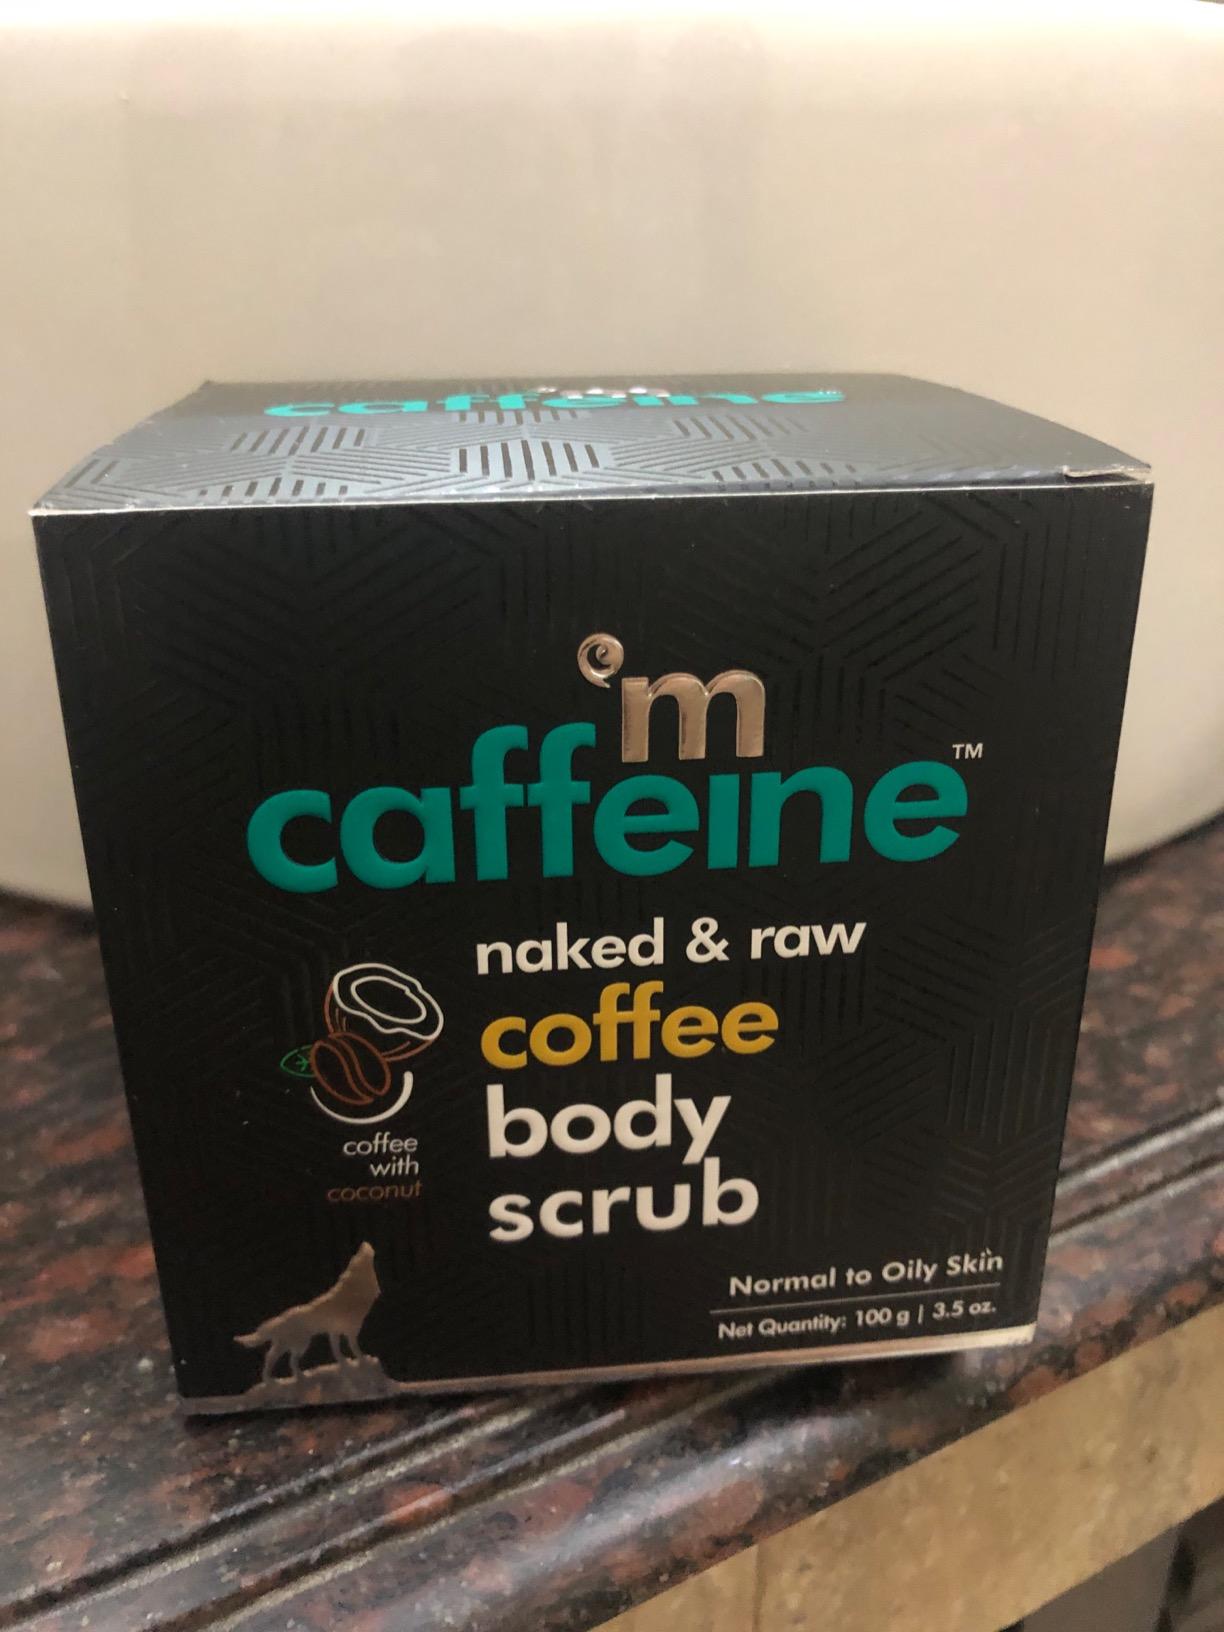 caffeine
'm
caffeine™
naked & raw
coffee
body
scrub
coffee
with
coconut
Normal to Oily Skin
Net Quantity: 100 g | 3.5 oz.